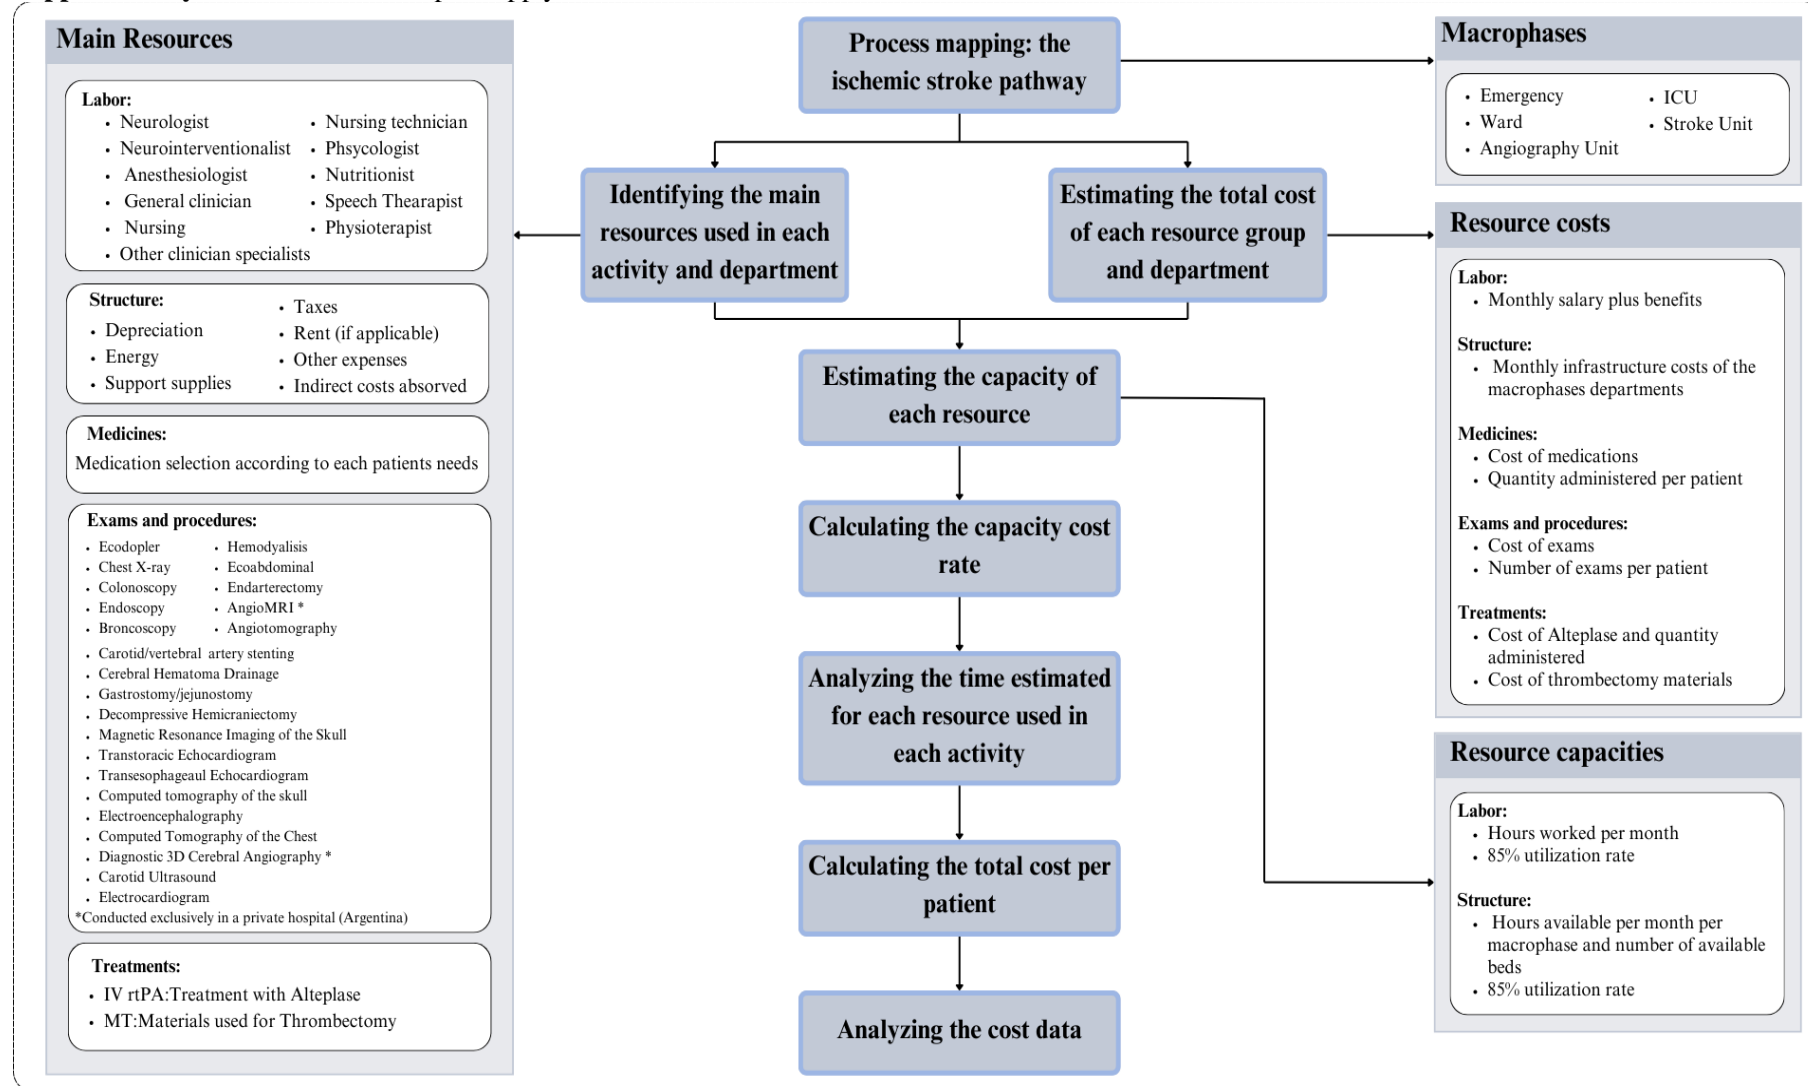 Main Resources
Labor:
• Neurologist
• Neurointerventionalist
• Anesthesiologist
• General clinician
• Nursing
• Other clinician specialists
• Nursing technician
• Phsycologist
• Nutritionist
• Speech Thearapist
• Physioterapist
Structure:
• Depreciation
• Energy
• Support supplies
• Taxes
• Rent (if applicable)
• Other expenses
• Indirect costs absorved
Medicines:
Medication selection according to each patients needs
Exams and procedures:
• Ecodopler
• Chest X-ray
• Colonoscopy
• Endoscopy
• Broncoscopy
• Hemodyalisis
• Ecoabdominal
• Endarterectomy
• AngioMRI *
• Angiotomography
• Carotid/vertebral artery stenting
• Cerebral Hematoma Drainage
• Gastrostomy/jejunostomy
• Decompressive Hemicraniectomy
• Magnetic Resonance Imaging of the Skull
• Transtoracic Echocardiogram
• Transesophageaul Echocardiogram
• Computed tomography of the skull
• Electroencephalography
• Computed Tomography of the Chest
• Diagnostic 3D Cerebral Angiography *
• Carotid Ultrasound
• Electrocardiogram
*Conducted exclusively in a private hospital (Argentina)
Treatments:
• IV rtPA:Treatment with Alteplase
• MT:Materials used for Thrombectomy
Process mapping: the
ischemic stroke pathway
Identifying the main
resources used in each
activity and department
Estimating the total cost
of each resource group
and department
Estimating the capacity of
each resource
Calculating the capacity cost
rate
Analyzing the time estimated
for each resource used in
each activity
Calculating the total cost per
patient
Analyzing the cost data
Macrophases
• Emergency
• Ward
• Angiography Unit
• ICU
• Stroke Unit
Resource costs
Labor:
• Monthly salary plus benefits
Structure:
• Monthly infrastructure costs of the
macrophases departments
Medicines:
• Cost of medications
• Quantity administered per patient
Exams and procedures:
• Cost of exams
• Number of exams per patient
Treatments:
• Cost of Alteplase and quantity
administered
• Cost of thrombectomy materials
Resource capacities
Labor:
• Hours worked per month
• 85% utilization rate
Structure:
• Hours available per month per
macrophase and number of available
beds
• 85% utilization rate